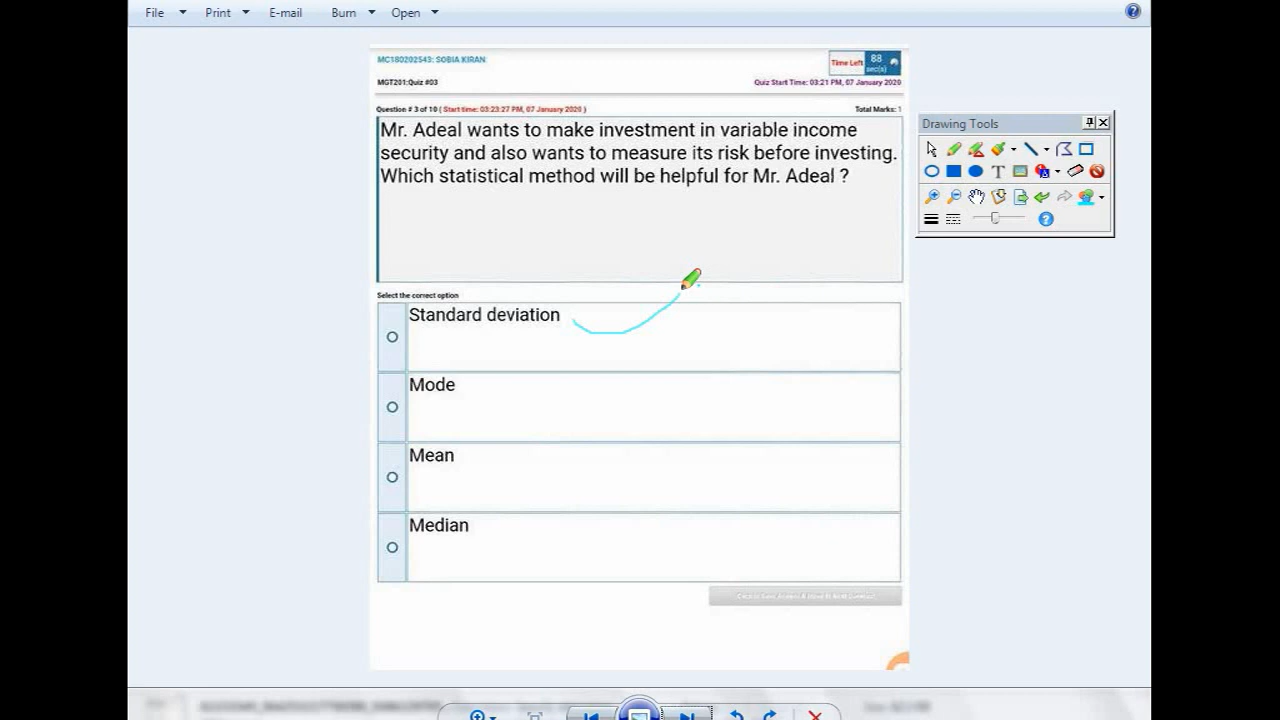 File Print E-mail Burn Open
MC180202543: SOBIA KIRAN
Time Left 88 sec(s)
MGT201:Quiz #03
Quiz Start Time: 03:21 PM, 07 January 2020
Question # 3 of 10 ( Start time: 03:23:27 PM, 07 January 2020 )
Total Marks: 1
Mr. Adeal wants to make investment in variable income
security and also wants to measure its risk before investing.
Which statistical method will be helpful for Mr. Adeal ?
Select the correct option
Standard deviation
Mode
Mean
Median
Drawing Tools